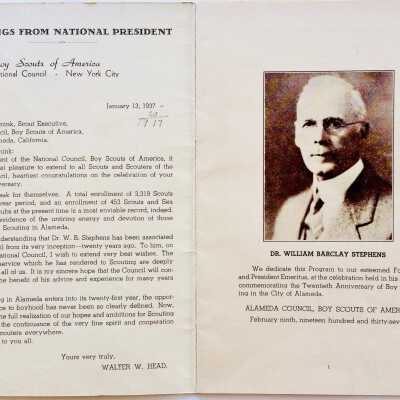 NGS FROM NATIONAL PRESIDENT
oy Scouts of America
tional Council - New York City
January 13, 1937
17
, Scout Executive,
cil, Boy Scouts of America,
ameda, California.
nk:
ent of the National Council, Boy Scouts of America, it
pleasure to extend to all Scouts and Scouters of the
cil, heartiest congratulations on the celebration of your
versary.
eak for themselves. A total enrollment of 3,319 Scouts
year period, and an enrollment of 453 Scouts and Sea
ubs at the present time is a most enviable record, indeed.
evidence of the untiring energy and devotion of those
Scouting in Alameda.
nderstanding that Dr. W. B. Stephens has been associated
il from its very inception—twenty years ago. To him, on
ational Council, I wish to extend very best wishes. The
ervice which he has rendered to Scouting are deeply
all of us. It is my sincere hope that the Council will con-
e benefit of his advice and experience for many years
ng in Alameda enters into its twenty-first year, the oppor-
ce to boyhood has never been so clearly defined. Now,
the full realization of our hopes and ambitions for Scouting
the continuance of the very fine spirit and cooperation
couters everywhere.
to you all.
Yours very truly,
WALTER W. HEAD.
DR. WILLIAM BARCLAY STEPHENS
We dedicate this Program to our esteemed Fo
and President Emeritus, at the celebration held in his
commemorating the Twentieth Anniversary of Boy
ing in the City of Alameda.
ALAMEDA COUNCIL, BOY SCOUTS OF AMER
February ninth, nineteen hundred and thirty-sev
1